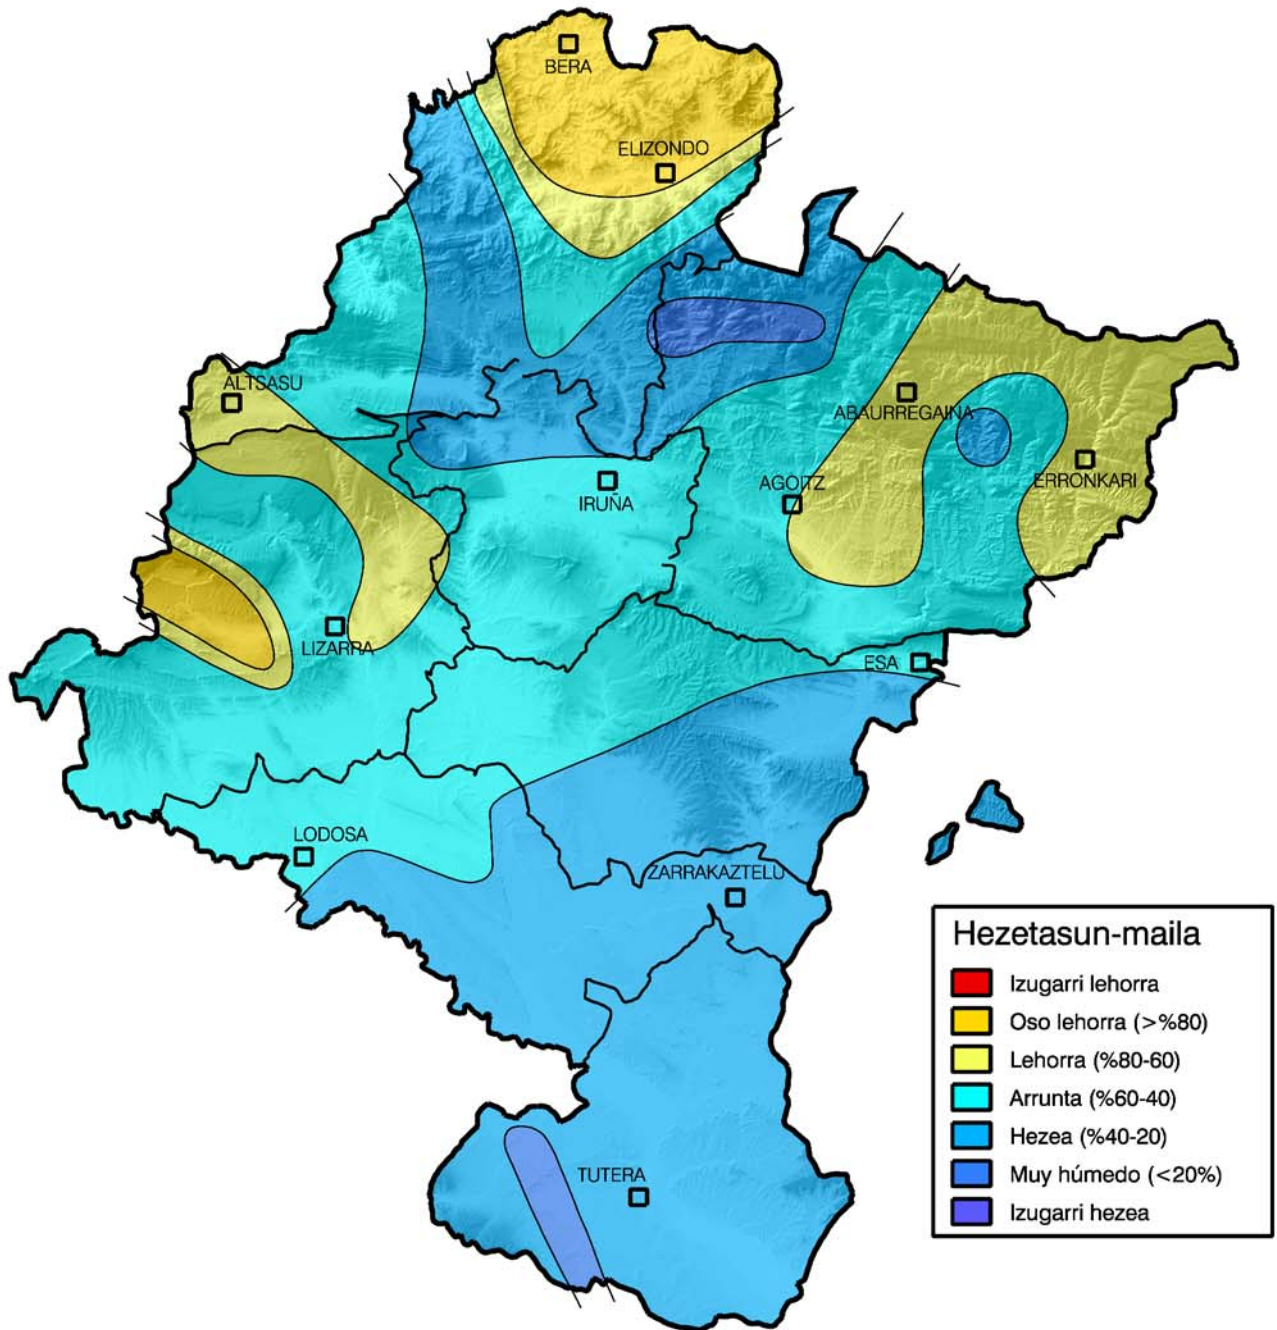 BERA
ELIZONDO
ALTSASU
ABAURREGAINA
ERRONKARI
AGOITZ
IRUÑA
LIZARRA
ESA
LODOSA
ZARRAKAZTELU
TUTERA
Hezetasun-maila
Izugarri lehorra
Oso lehorra (>%80)
Lehorra (%80-60)
Arrunta (%60-40)
Hezea (%40-20)
Muy húmedo (<20%)
Izugarri hezea